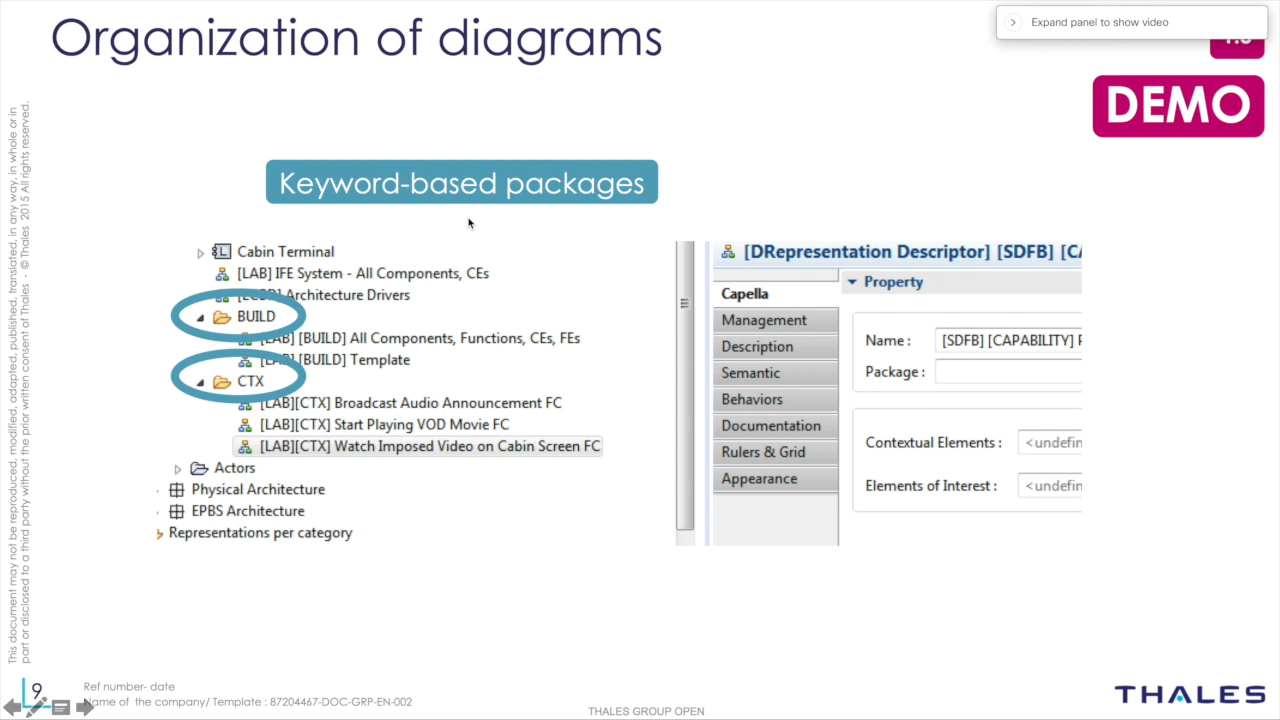 Organization of diagrams
Expand panel to show video
DEMO
Keyword-based packages
Cabin Terminal
[LAB] IFE System - All Components, CEs
Architecture Drivers
BUILD
[LAB] [BUILD] All Components, Functions, CEs, FEs
[LAB] [BUILD] Template
CTX
[LAB][CTX] Broadcast Audio Announcement FC
[LAB][CTX] Start Playing VOD Movie FC
[LAB][CTX] Watch Imposed Video on Cabin Screen FC
Actors
Physical Architecture
EPBS Architecture
Representations per category
[DRepresentation Descriptor] [SDFB] [CA
Capella
Management
Description
Semantic
Behaviors
Documentation
Rules & Grid
Appearance
Property
Name :
[SDFB] [CAPABILITY]
Package :
Contextual Elements :
<undefin
Elements of Interest :
<undefin
This document may not be reproduced, modified, adapted, published, translated, in any way, in whole or in
part or disclosed to a third party without the prior written consent of Thales - © Thales 2015 All rights reserved.
9
Ref number- date
Name of the company/ Template : 87204467-DOC-GRP-EN-002
THALES GROUP OPEN
THALES